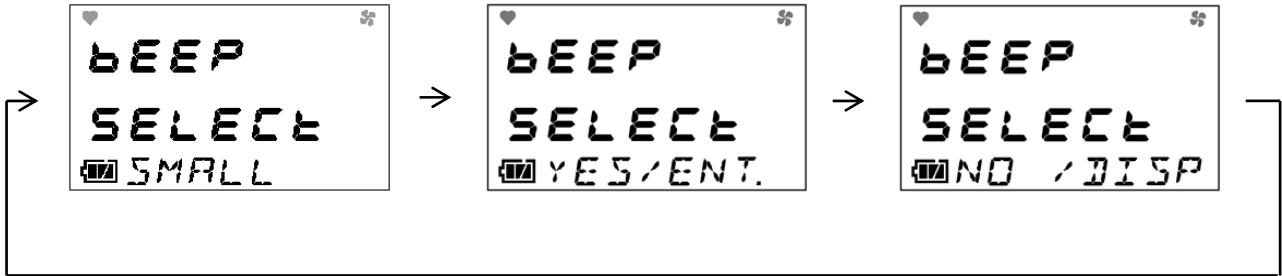 bEEP
SELECt
SMALL
bEEP
SELECt
YES/ENT.
bEEP
SELECt
NO /DISP